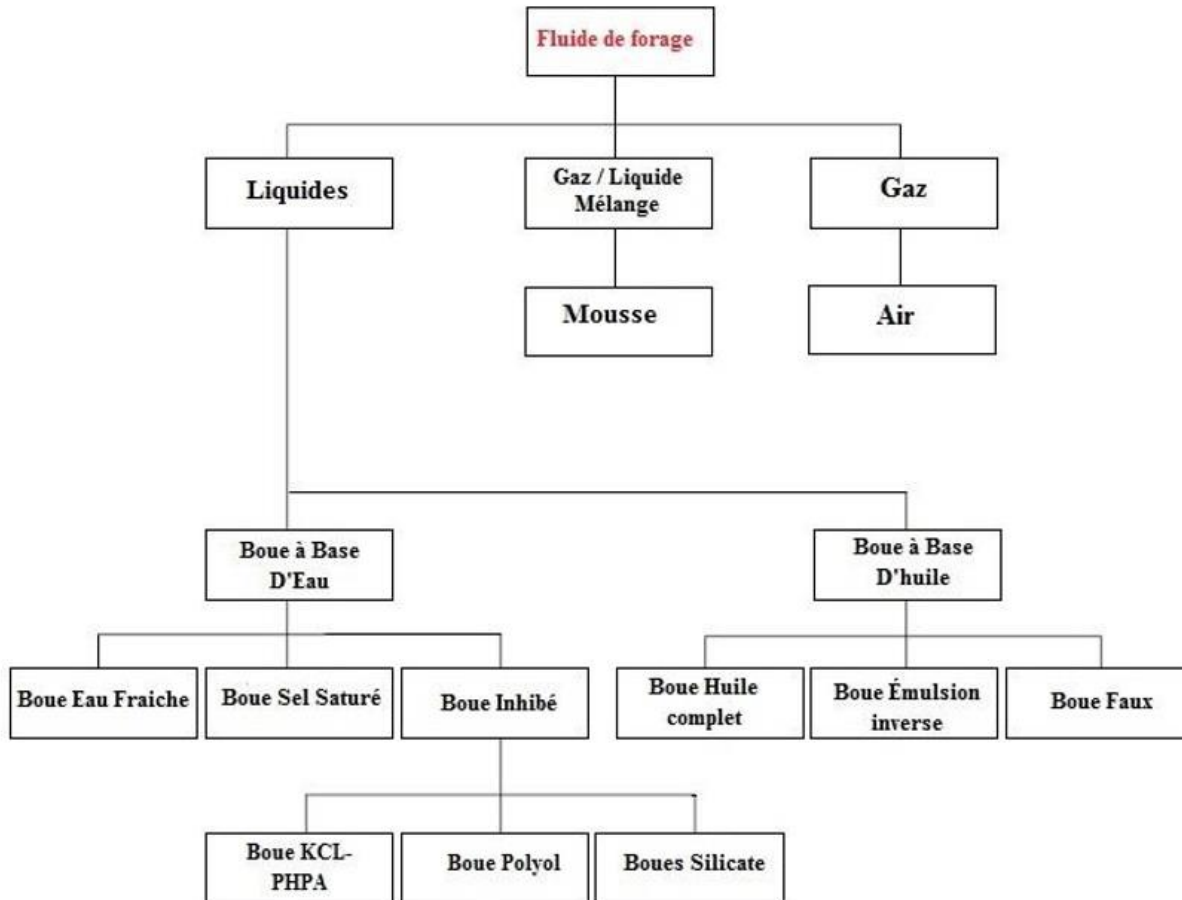 Fluide de forage
Liquides
Gaz / Liquide
Mélange
Gaz
Mousse
Air
Boue à Base
D'Eau
Boue à Base
D'huile
Boue Eau Fraiche
Boue Sel Saturé
Boue Inhibé
Boue Huile
complet
Boue Émulsion
inverse
Boue Faux
Boue KCL-
PHPA
Boue Polyol
Boues Silicate